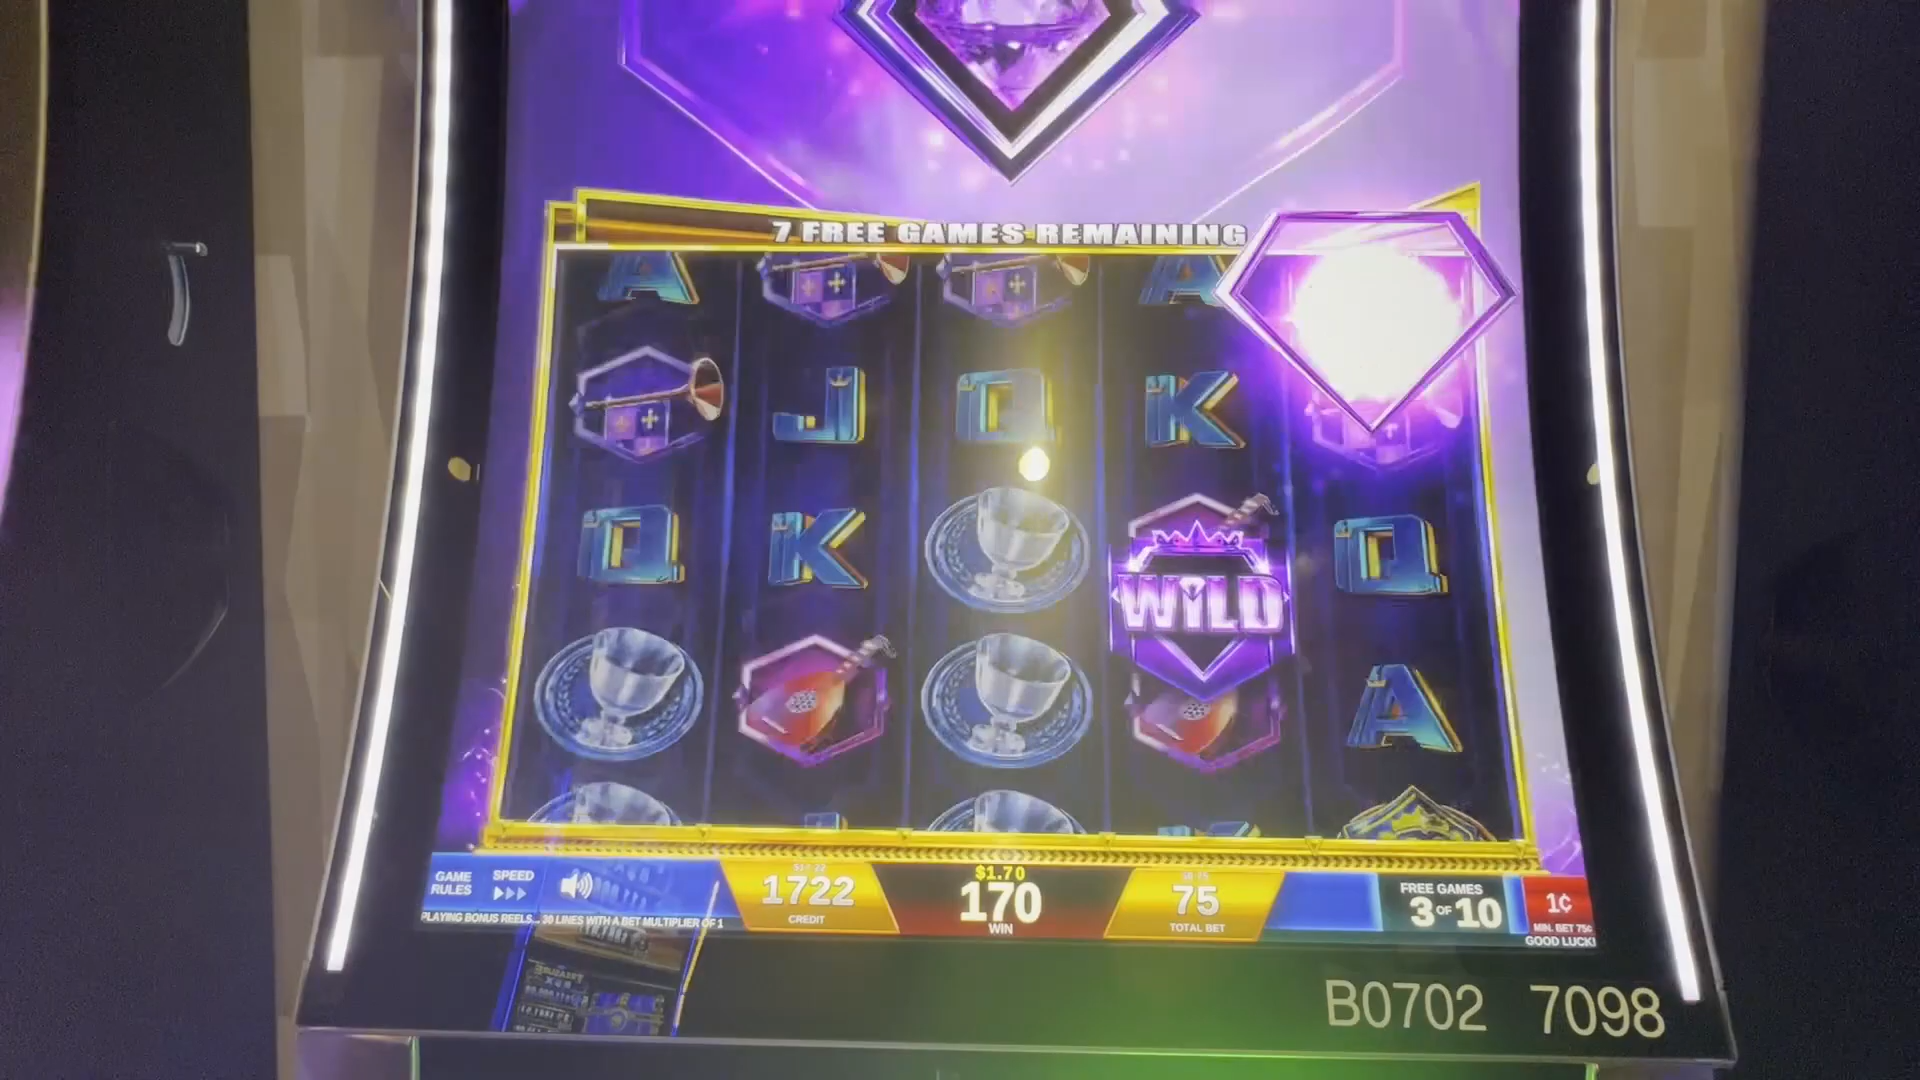 7 FREE GAMES REMAINING
A A
J Q K
Q K WILD Q
A
GAME RULES
SPEED
1722
CREDIT
$1.70
170
WIN
75
TOTAL BET
FREE GAMES
3 OF 10
1¢
MIN. BET 75¢
GOOD LUCK!
PLAYING BONUS REELS... 30 LINES WITH A BET MULTIPLIER OF 1
B0702 7098